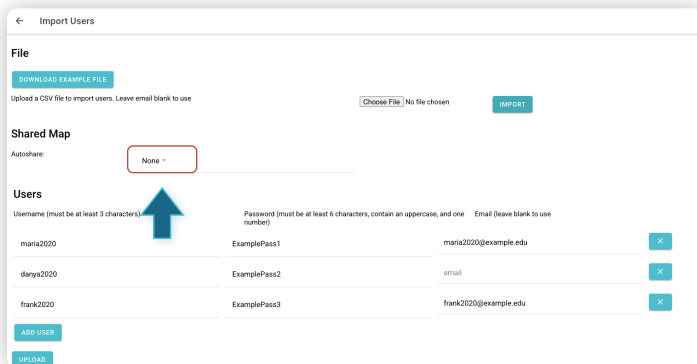 Import Users
File
DOWNLOAD EXAMPLE FILE
Upload a CSV file to import users. Leave email blank to use
Choose File No file chosen
IMPORT
Shared Map
Autoshare:
None
Users
Username (must be at least 3 characters)
Password (must be at least 6 characters, contain an uppercase, and one
number)
Email (leave blank to use
maria2020
ExamplePass1
maria2020@example.edu
danya2020
ExamplePass2
email
frank2020
ExamplePass3
frank2020@example.edu
ADD USER
UPLOAD